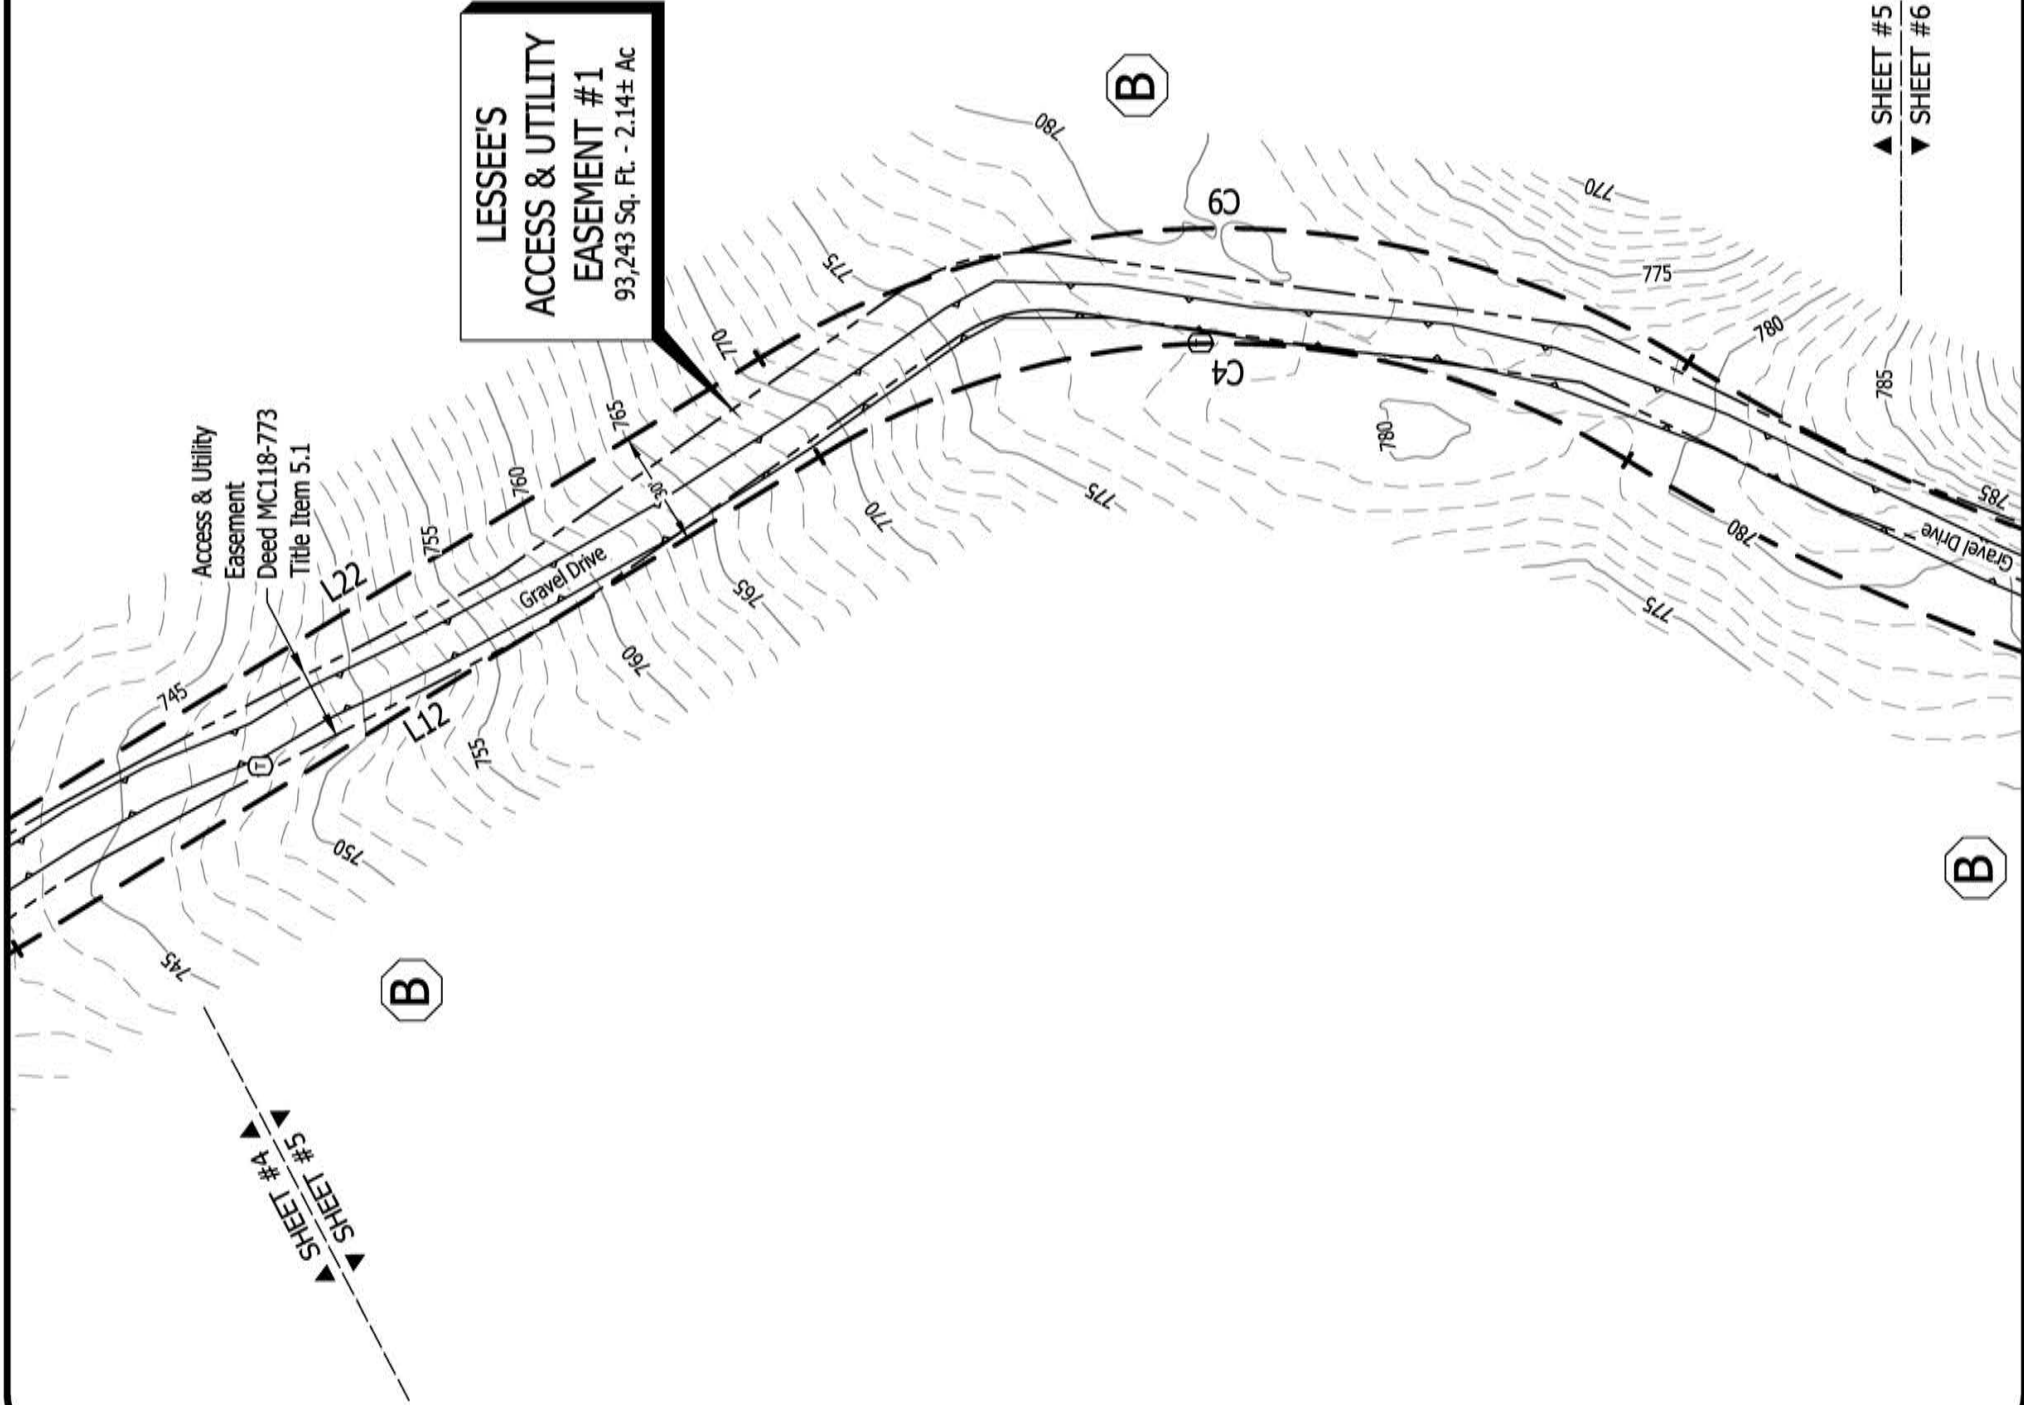 LESSEE'S
ACCESS & UTILITY
EASEMENT #1
93,243 Sq. Ft. - 2.14± Ac
Access & Utility
Easement
Deed MC118-773
Title Item 5.1
SHEET #5
SHEET #6
SHEET #4
SHEET #5
B
B
B
L22
L12
C9
C4
30'
Gravel Drive
Gravel Drive
T
T
745
755
760
765
770
775
780
770
775
780
785
785
745
750
755
760
765
770
775
780
780
775